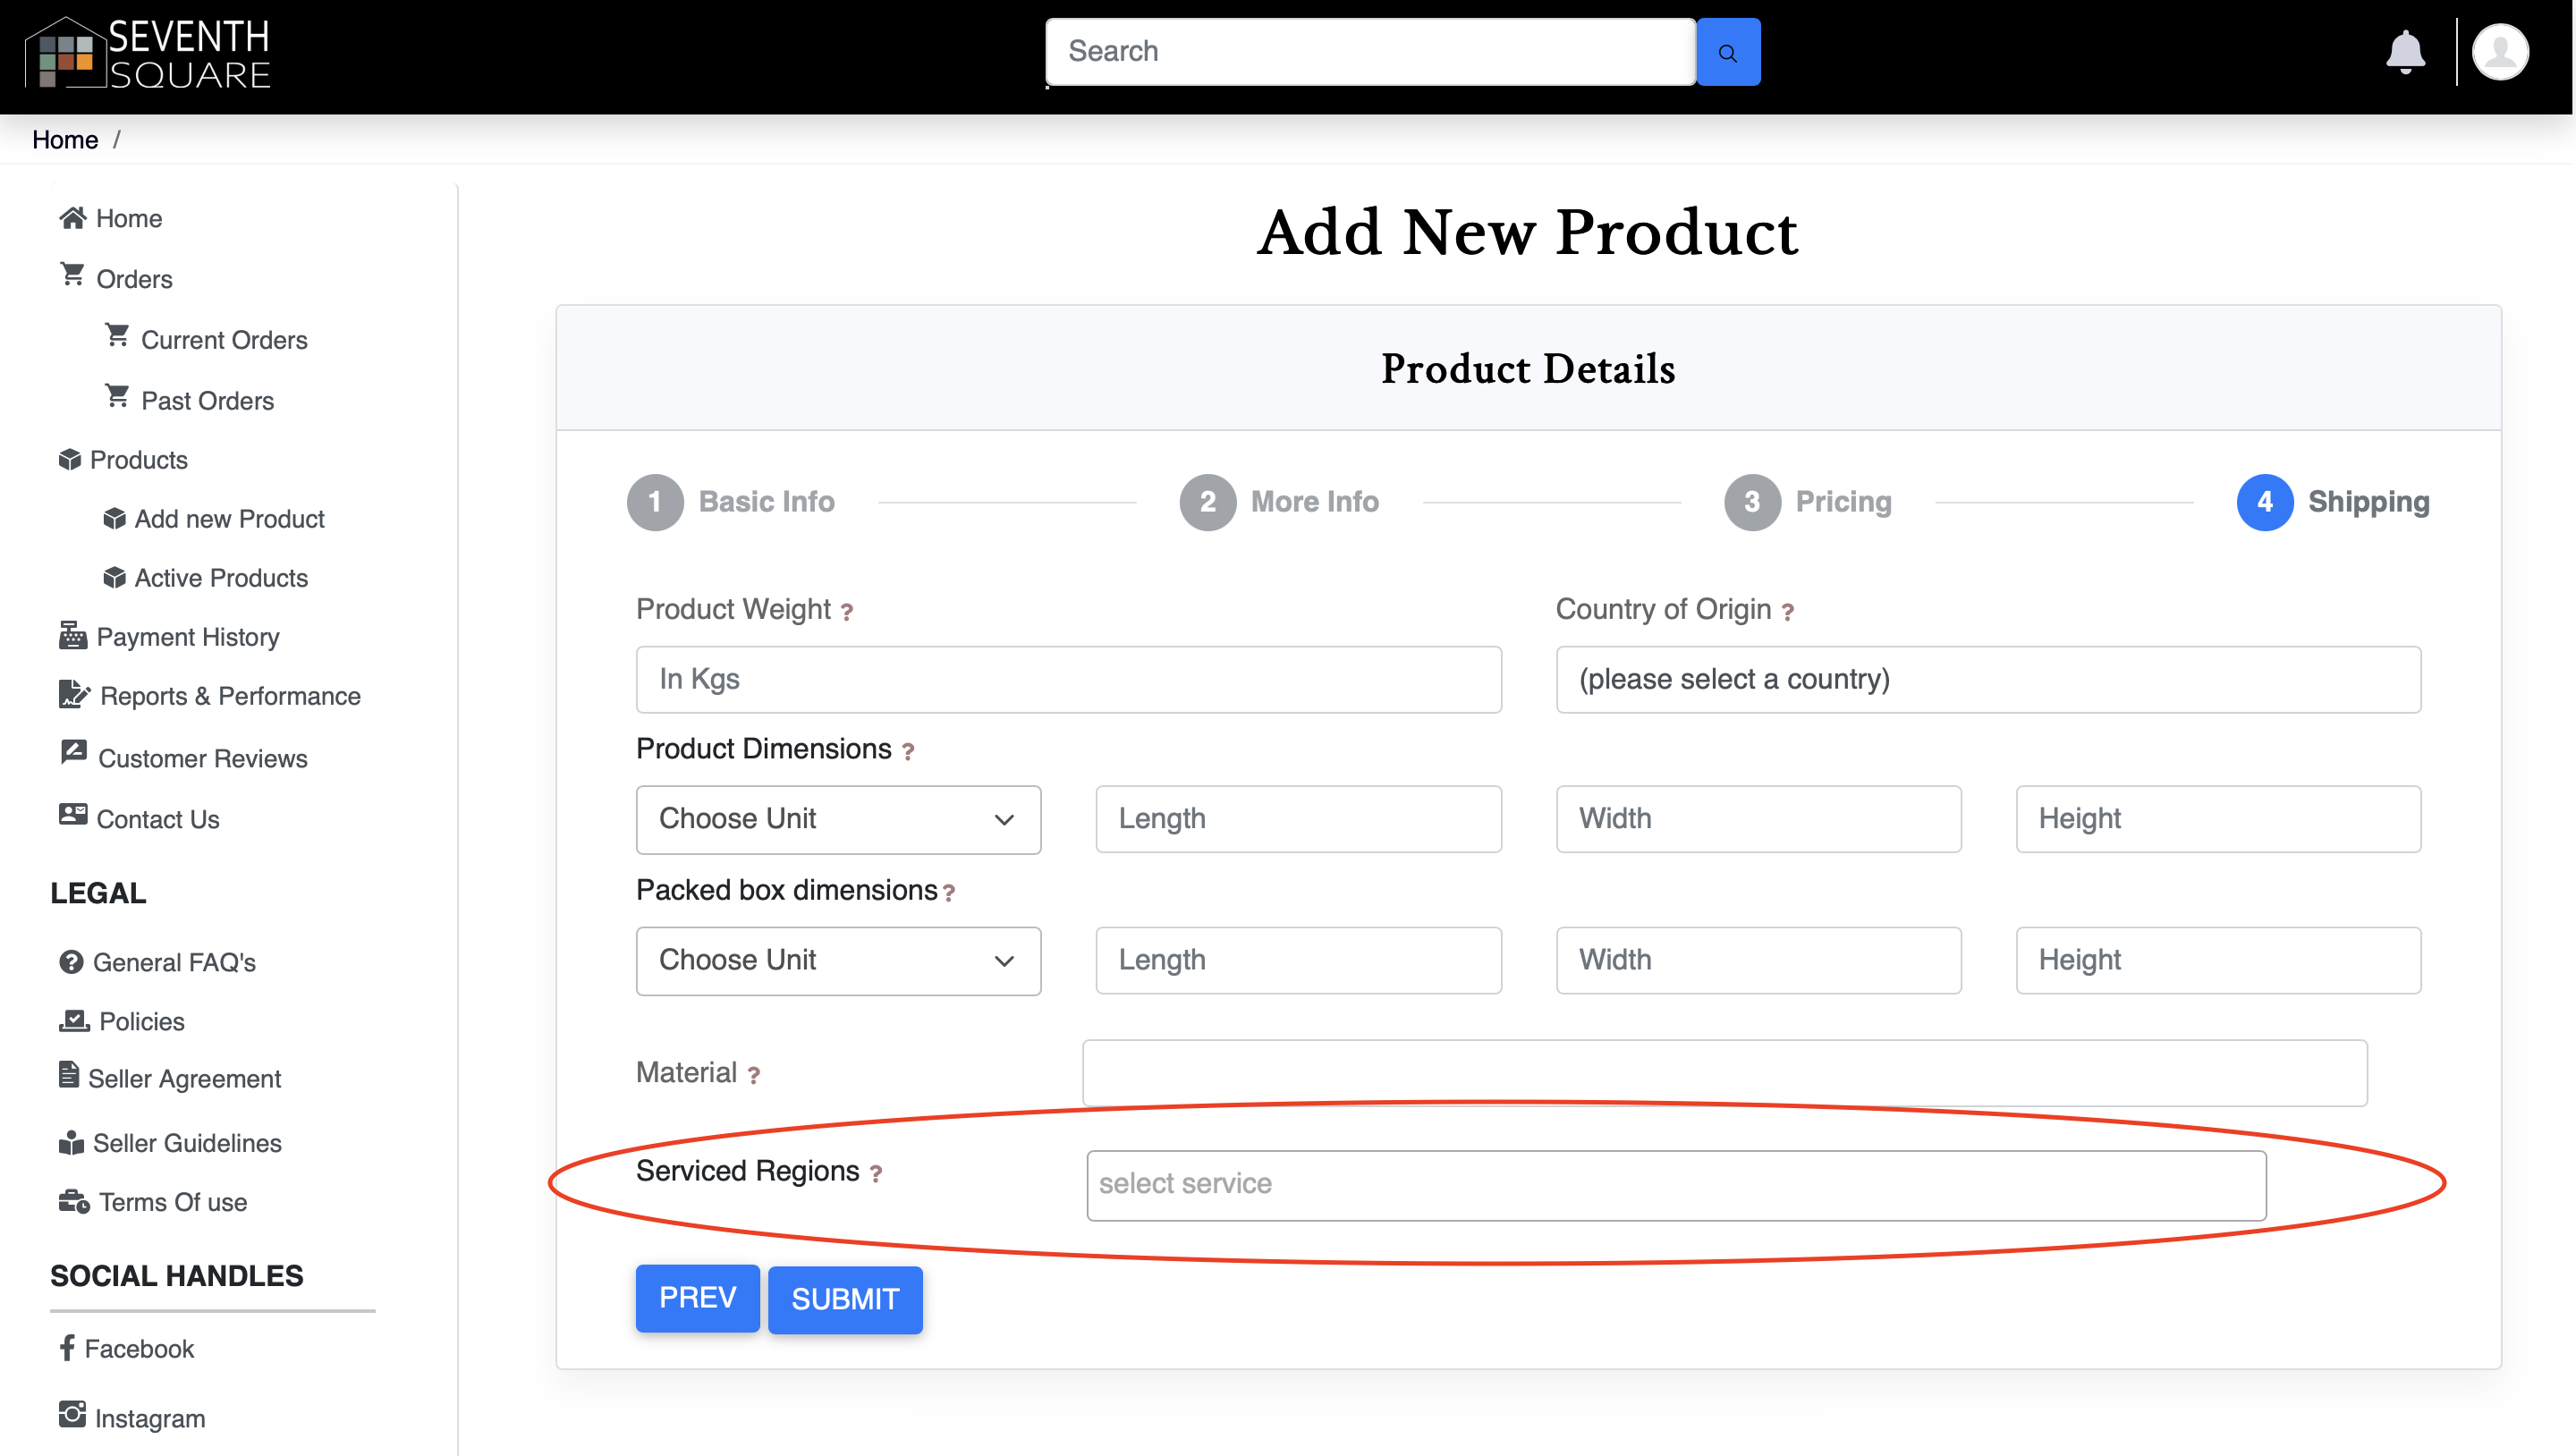 SEVENTH
SQUARE
Search
Home /
Home
Orders
Current Orders
Past Orders
Products
Add new Product
Active Products
Payment History
Reports & Performance
Customer Reviews
Contact Us
LEGAL
General FAQ's
Policies
Seller Agreement
Seller Guidelines
Terms Of use
SOCIAL HANDLES
Facebook
Instagram
Add New Product
Product Details
1 Basic Info 2 More Info 3 Pricing 4 Shipping
Product Weight ? Country of Origin ?
In Kgs (please select a country)
Product Dimensions ?
Choose Unit Length Width Height
Packed box dimensions ?
Choose Unit Length Width Height
Material ?
Serviced Regions ? select service
PREV SUBMIT